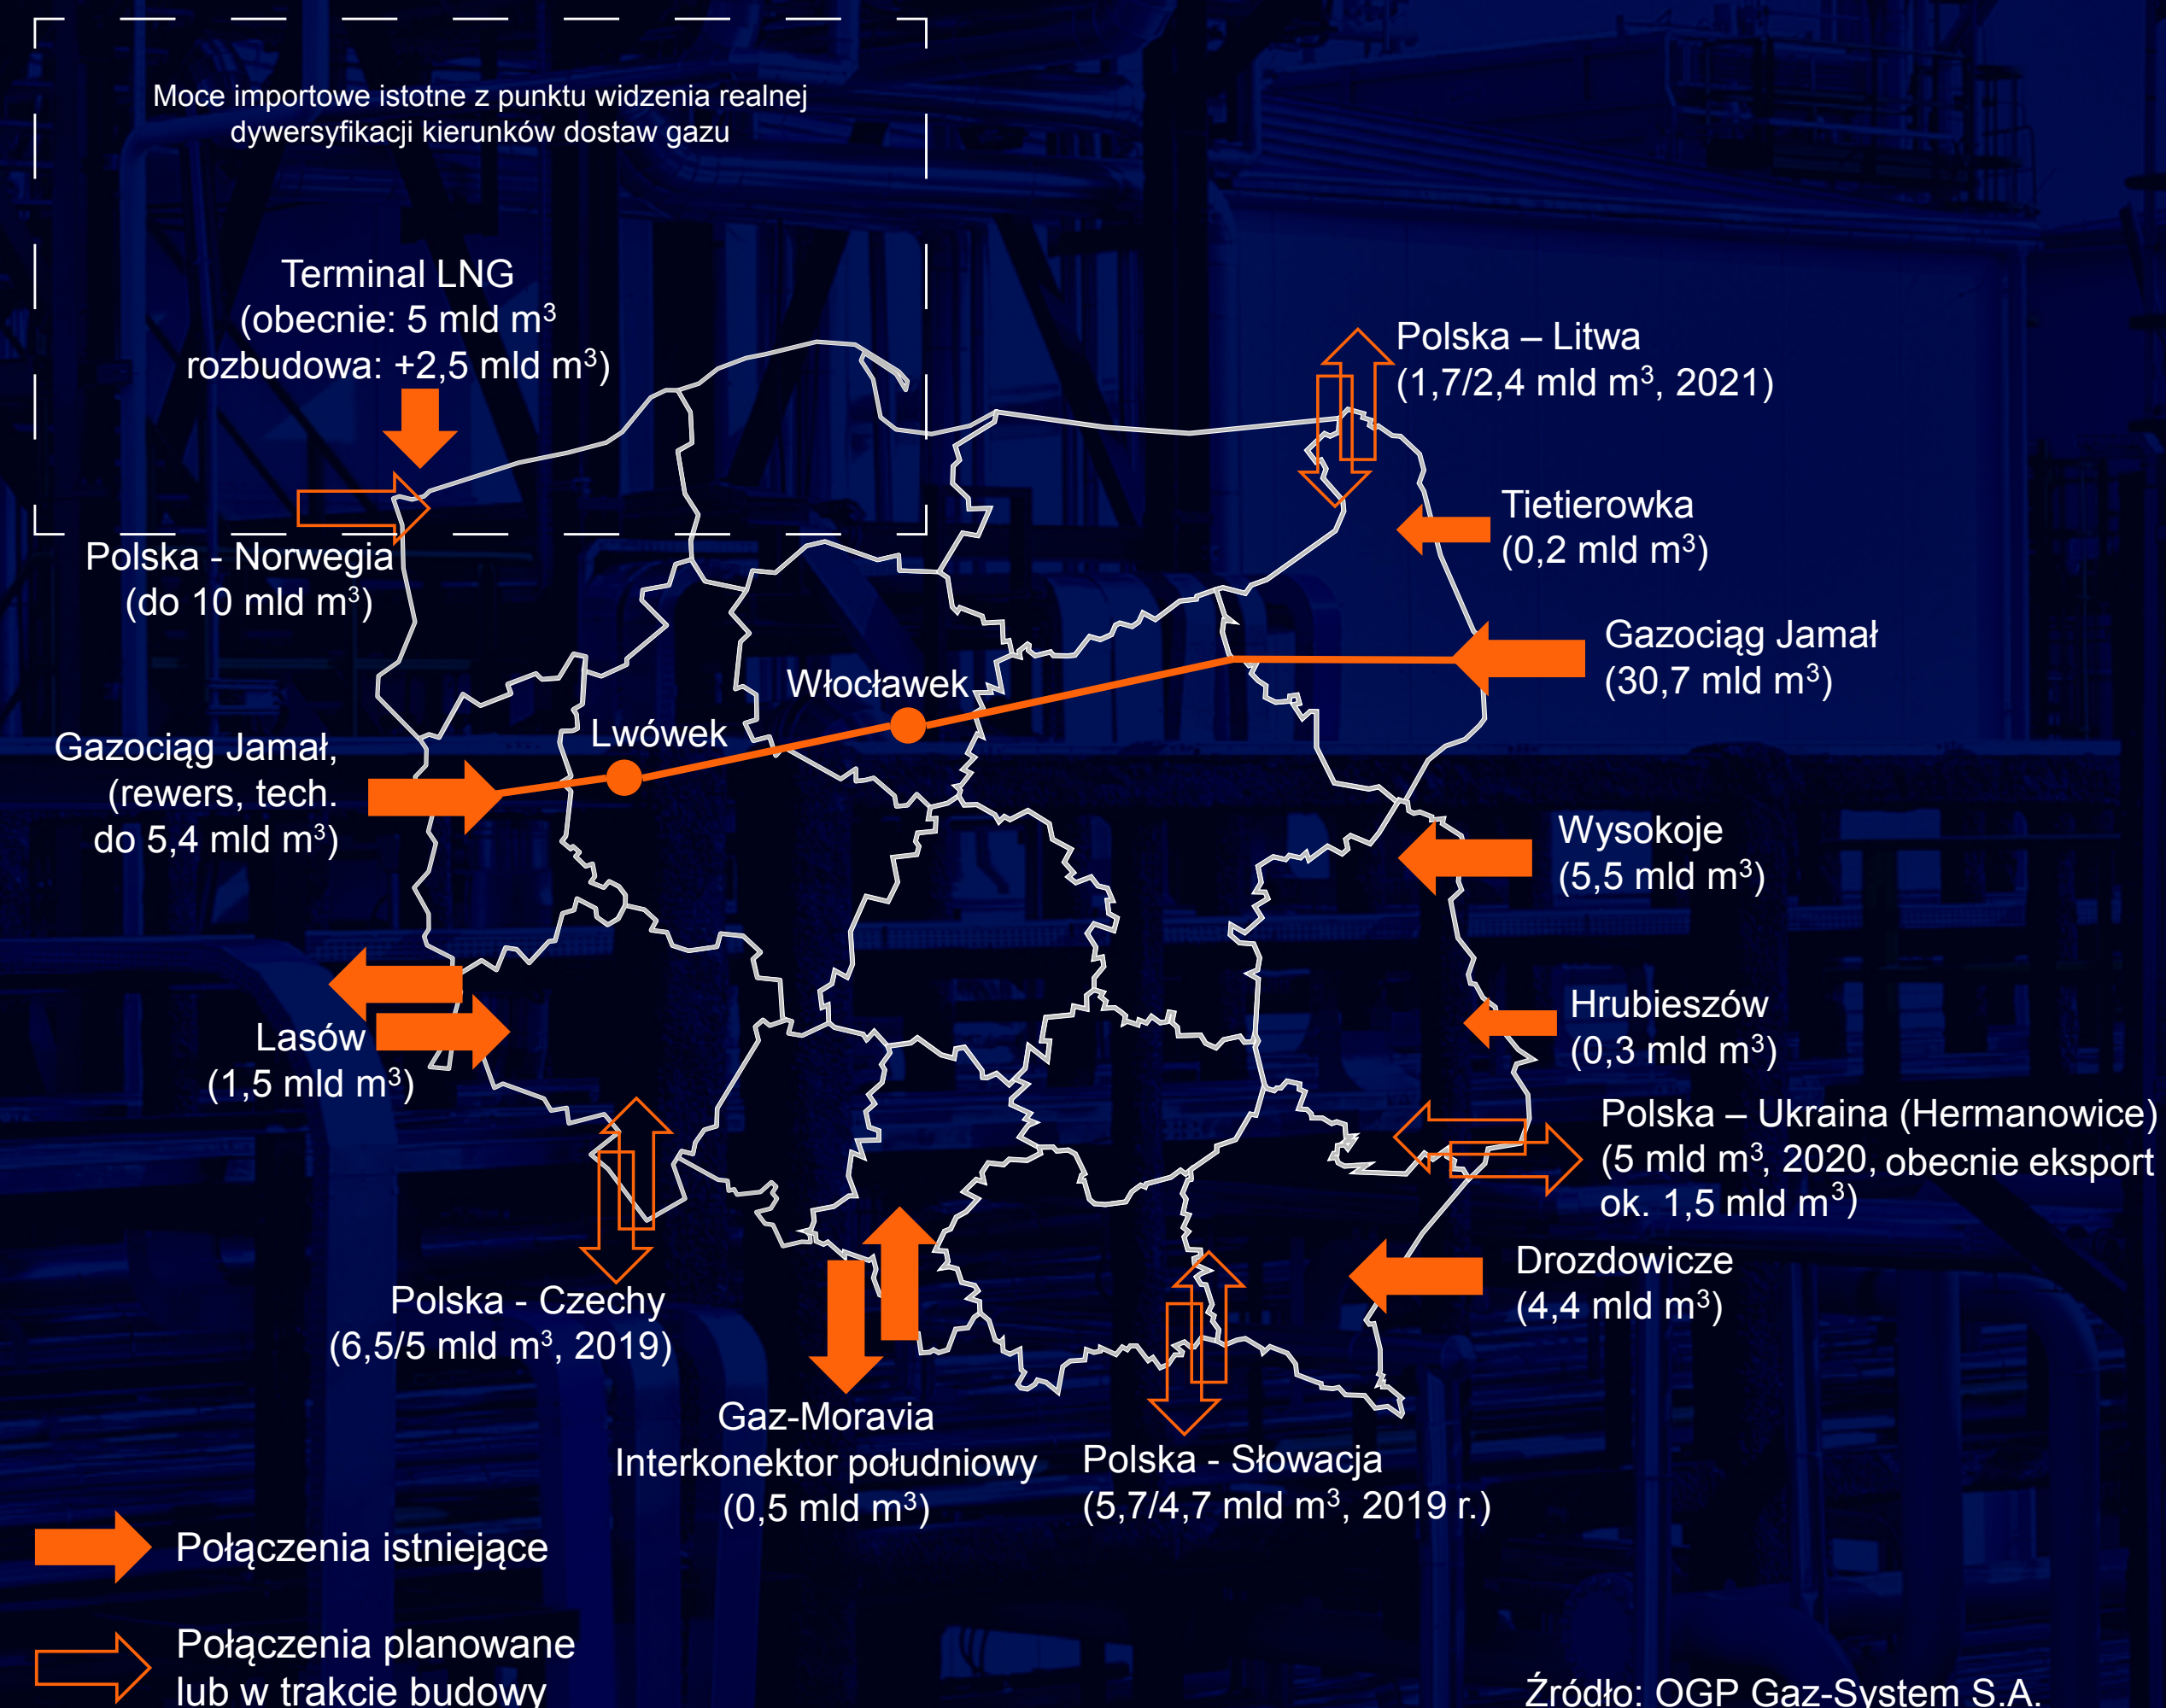 Moce importowe istotne z punktu widzenia realnej
dywersyfikacji kierunków dostaw gazu
Terminal LNG
(obecnie: 5 mld m³
rozbudowa: +2,5 mld m³)
Polska – Litwa
(1,7/2,4 mld m³, 2021)
Tietierowka
(0,2 mld m³)
Polska - Norwegia
(do 10 mld m³)
Gazociąg Jamał
(30,7 mld m³)
Włocławek
Lwówek
Gazociąg Jamał,
(rewers, tech.
do 5,4 mld m³)
Wysokoje
(5,5 mld m³)
Lasów
(1,5 mld m³)
Hrubieszów
(0,3 mld m³)
Polska – Ukraina (Hermanowice)
(5 mld m³, 2020, obecnie eksport
ok. 1,5 mld m³)
Drozdowicze
(4,4 mld m³)
Polska - Czechy
(6,5/5 mld m³, 2019)
Gaz-Moravia
Interkonektor południowy
(0,5 mld m³)
Polska - Słowacja
(5,7/4,7 mld m³, 2019 r.)
Połączenia istniejące
Połączenia planowane
lub w trakcie budowy
Źródło: OGP Gaz-System S.A.